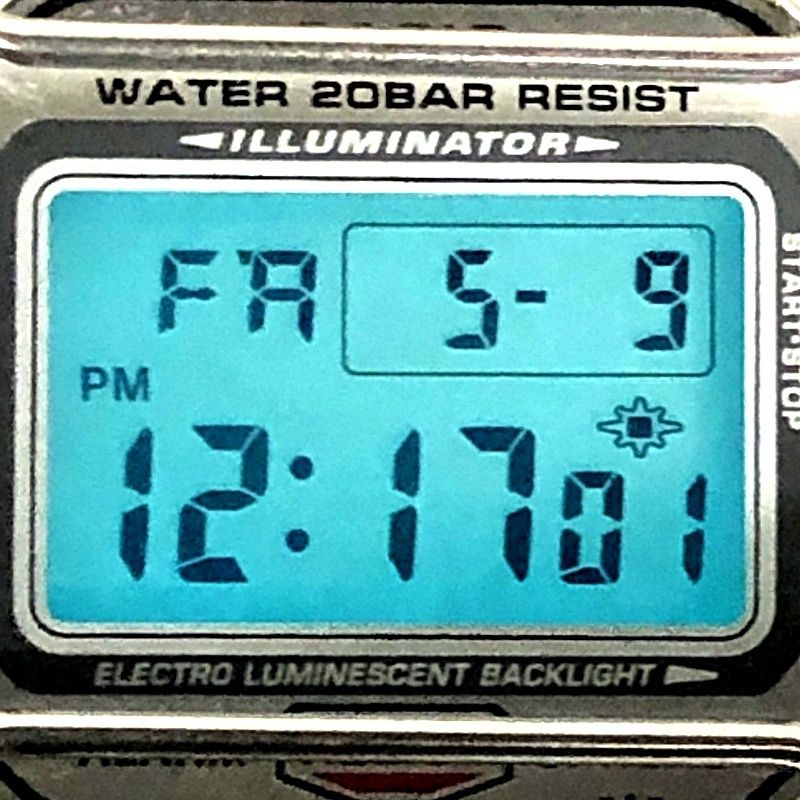 WATER 20BAR RESIST
ILLUMINATOR
FR 5- 9
PM
12:17 01
START·STOP
ELECTRO LUMINESCENT BACKLIGHT